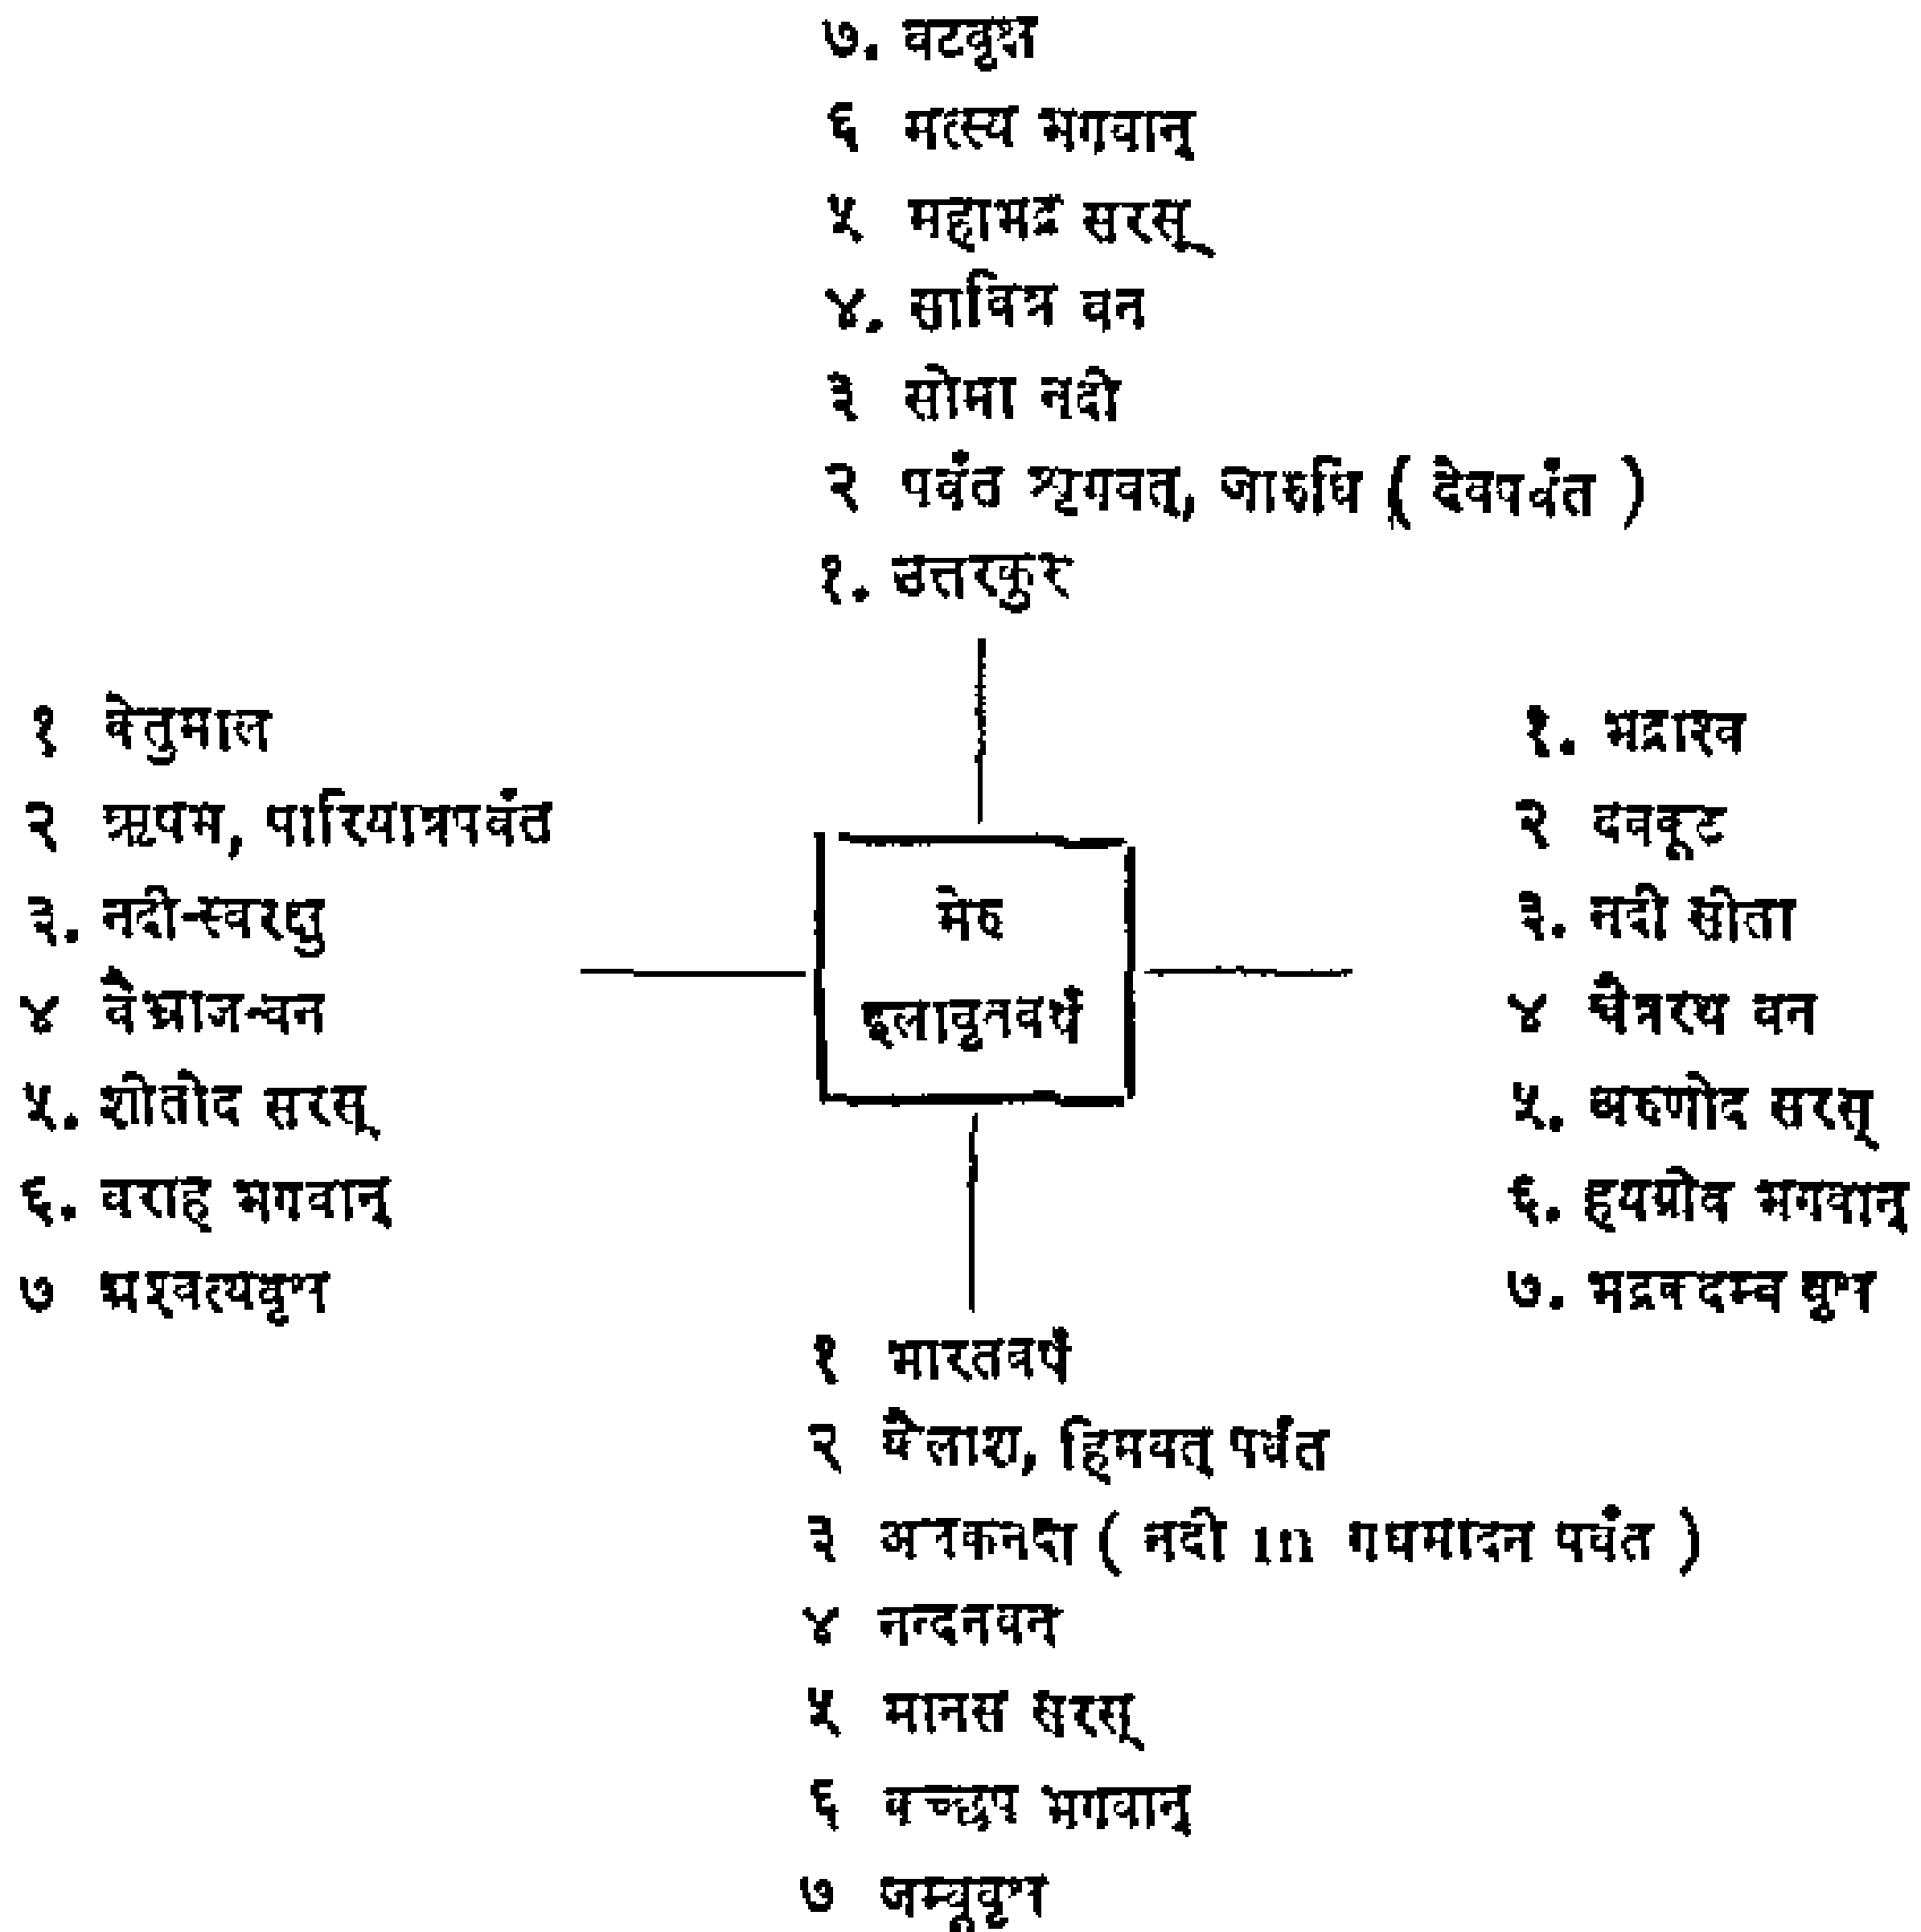 ७. वटवृक्ष
६ मत्स्य भगवान्
५ महाभद्र सरस्
४. सावित्र वन
३ सोमा नदी
२ पर्वत शृगवत्, जारुधि ( देवपर्वत )
१. उत्तरकुरु
१ केतुमाल
२ ऋषभ, पारियात्रपर्वत
३. नदी-स्वरक्षु
४ वैभ्राज-वन
५. शीतोद सरस्
६. वराह भगवान्
७ अश्वत्थवृक्ष
मेरु
इलावृतवर्ष
१. भद्राश्व
२ देवकूट
३. नदी सीता
४ चैत्ररथ वन
५. अरुणोद सरस्
६. हयग्रीव भगवान्
७. भद्रकदम्ब वृक्ष
१ भारतवर्ष
२ कैलाश, हिमवत् पर्वत
३ अलकनंदा ( नदी in गधमादन पर्वत )
४ नन्दनवन
५ मानस सरस्
६ कच्छप भगवान्
७ जम्बूवृक्ष